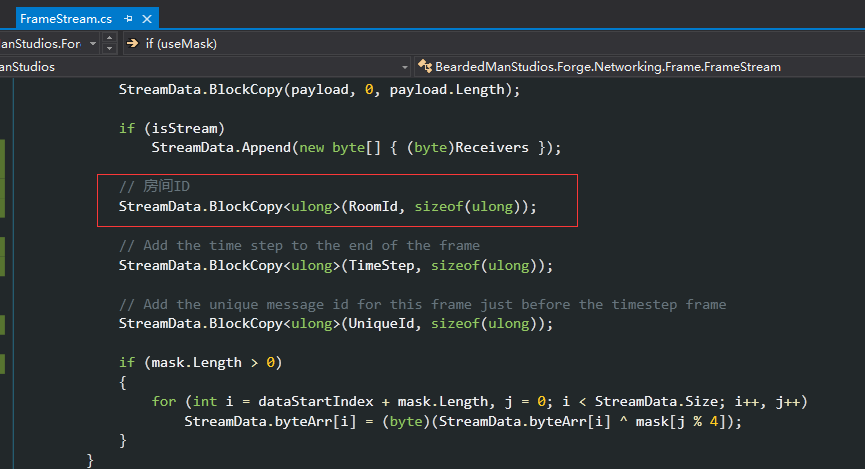 FrameStream.cs
anStudios.For
if (useMask)
anStudios
BeardedManStudios.Forge.Networking.Frame.FrameStream
StreamData.BlockCopy(payload, 0, payload.Length);
if (isStream)
StreamData.Append(new byte[] { (byte)Receivers });
// 房间ID
StreamData.BlockCopy<ulong>(RoomId, sizeof(ulong));
// Add the time step to the end of the frame
StreamData.BlockCopy<ulong>(TimeStep, sizeof(ulong));
// Add the unique message id for this frame just before the timestep frame
StreamData.BlockCopy<ulong>(UniqueId, sizeof(ulong));
if (mask.Length > 0)
{
for (int i = dataStartIndex + mask.Length, j = 0; i < StreamData.Size; i++, j++)
StreamData.byteArr[i] = (byte)(StreamData.byteArr[i] ^ mask[j % 4]);
}
}